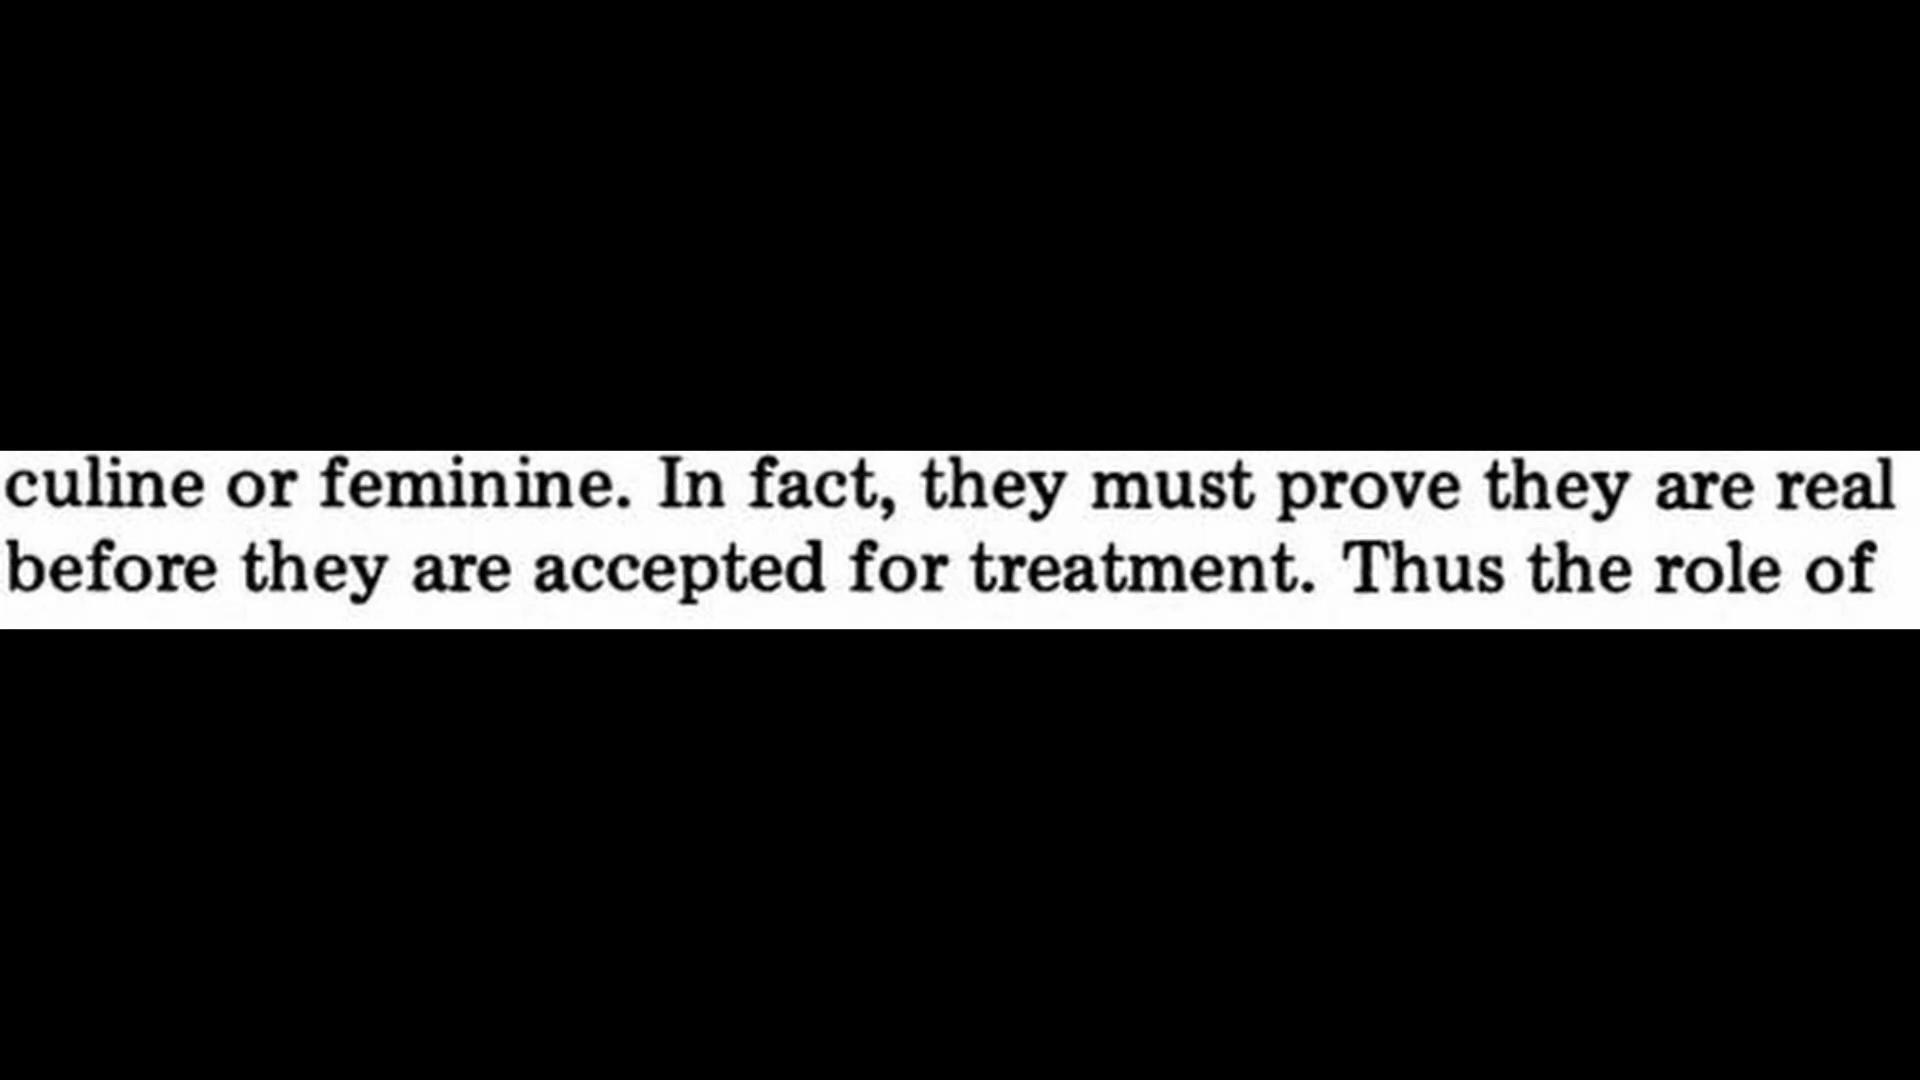 culine or feminine. In fact, they must prove they are real
before they are accepted for treatment. Thus the role of